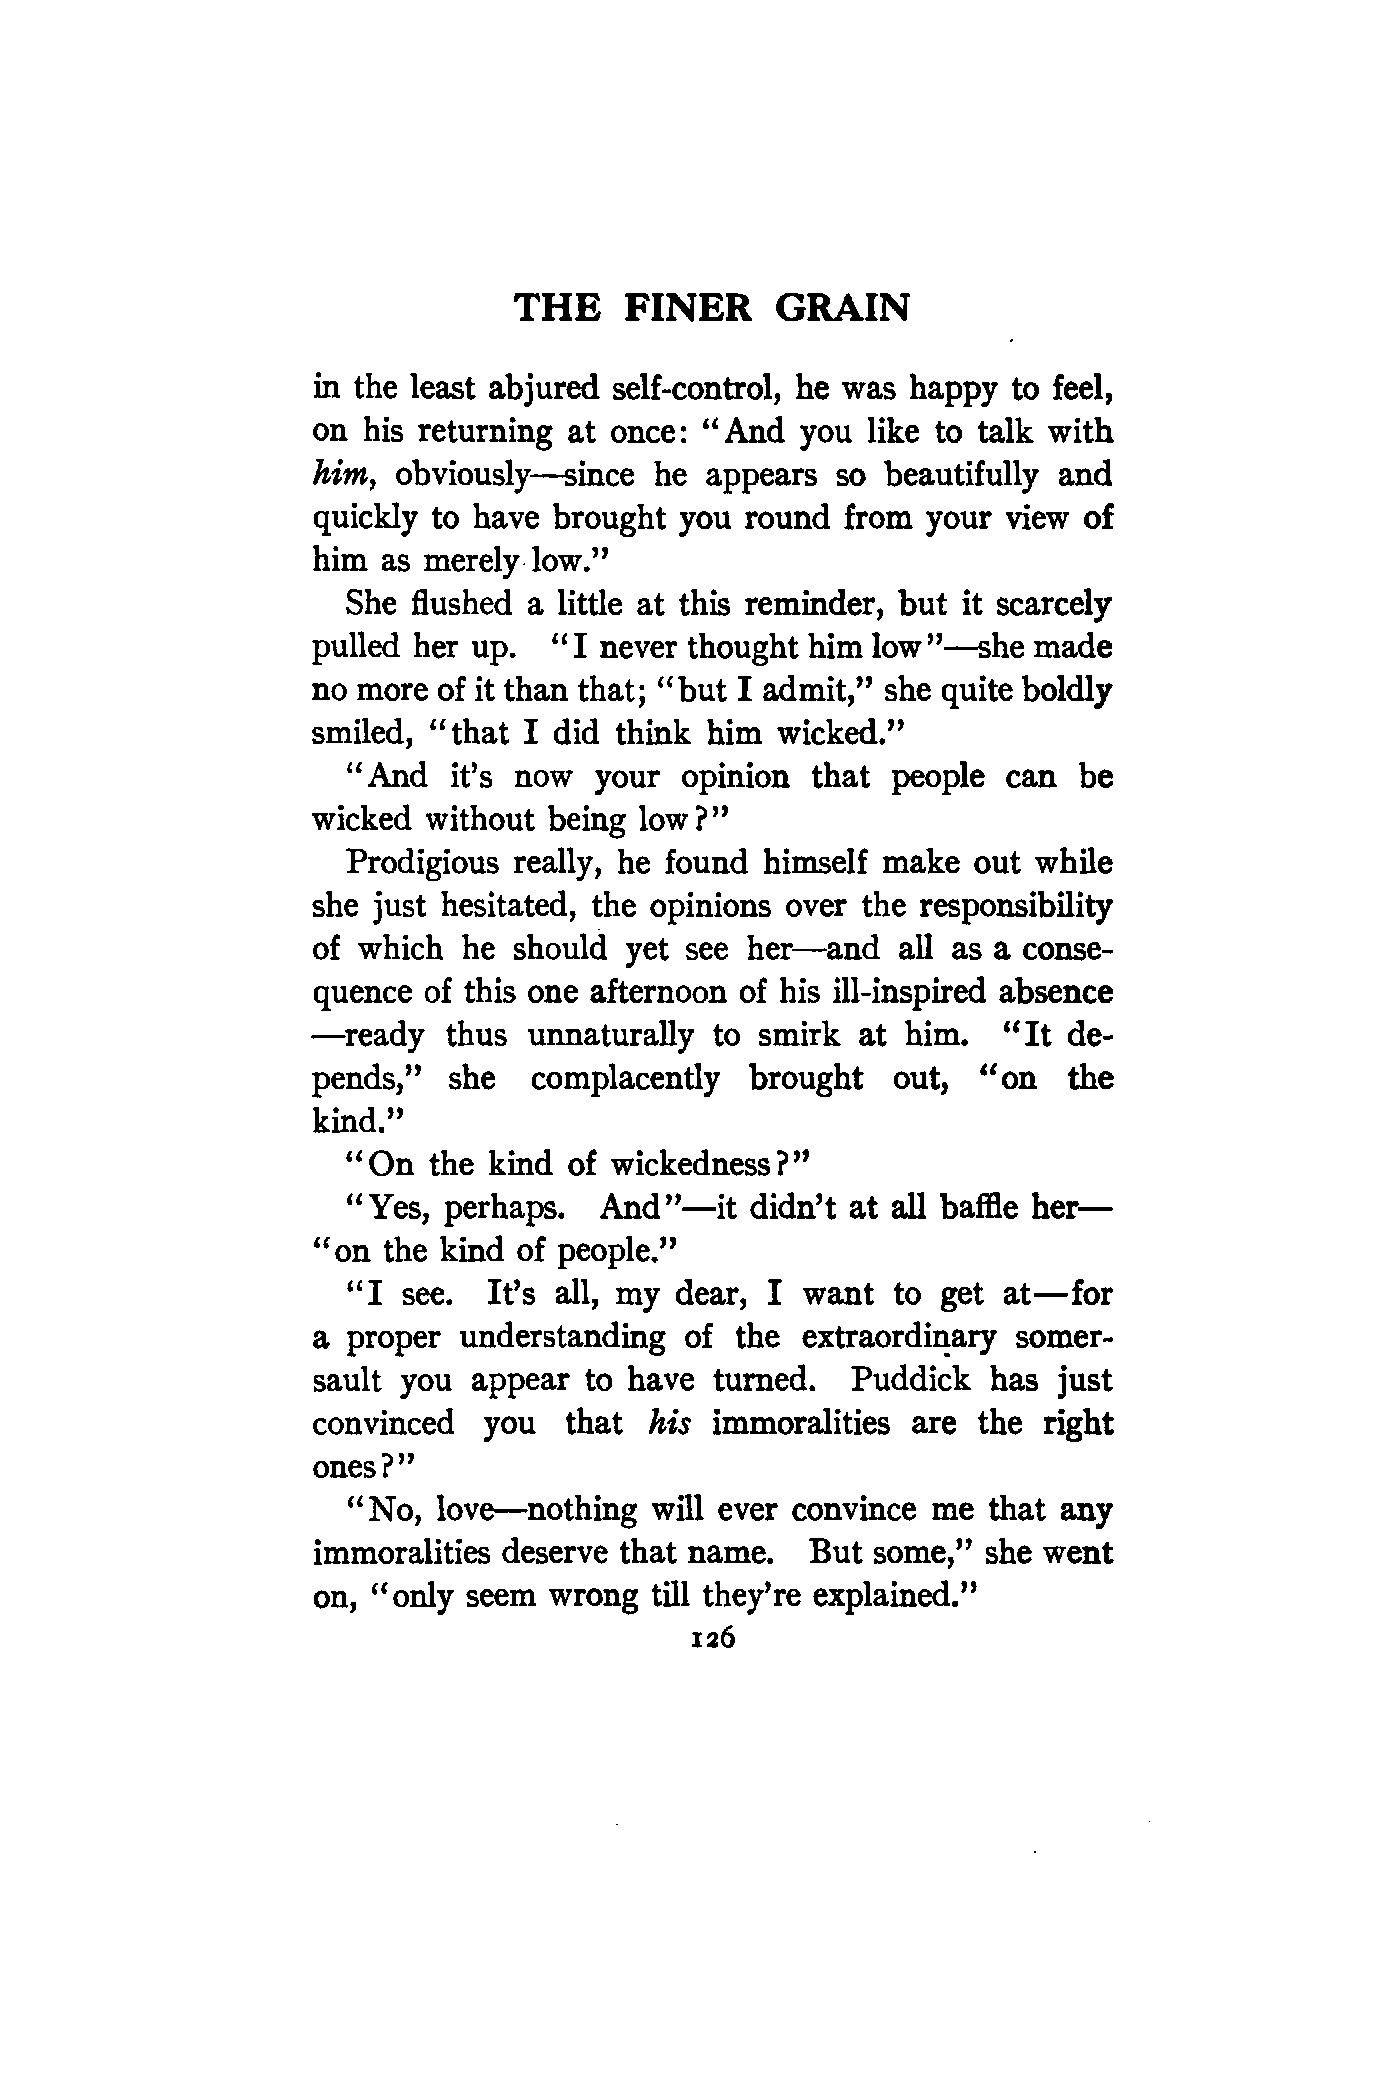 THE FINER GRAIN
in the least abjured self-control, he was happy to feel,
on his returning at once: “And you like to talk with
him, obviously—since he appears so beautifully and
quickly to have brought you round from your view of
him as merely low.”
She flushed a little at this reminder, but it scarcely
pulled her up. “I never thought him low”—she made
no more of it than that; “but I admit,” she quite boldly
smiled, “that I did think him wicked.”
“And it’s now your opinion that people can be
wicked without being low?”
Prodigious really, he found himself make out while
she just hesitated, the opinions over the responsibility
of which he should yet see her—and all as a conse-
quence of this one afternoon of his ill-inspired absence
—ready thus unnaturally to smirk at him. “It de-
pends,” she complacently brought out, “on the
kind.”
“On the kind of wickedness?”
“Yes, perhaps. And”—it didn’t at all baffle her—
“on the kind of people.”
“I see. It’s all, my dear, I want to get at—for
a proper understanding of the extraordinary somer-
sault you appear to have turned. Puddick has just
convinced you that his immoralities are the right
ones?”
“No, love—nothing will ever convince me that any
immoralities deserve that name. But some,” she went
on, “only seem wrong till they’re explained.”
126